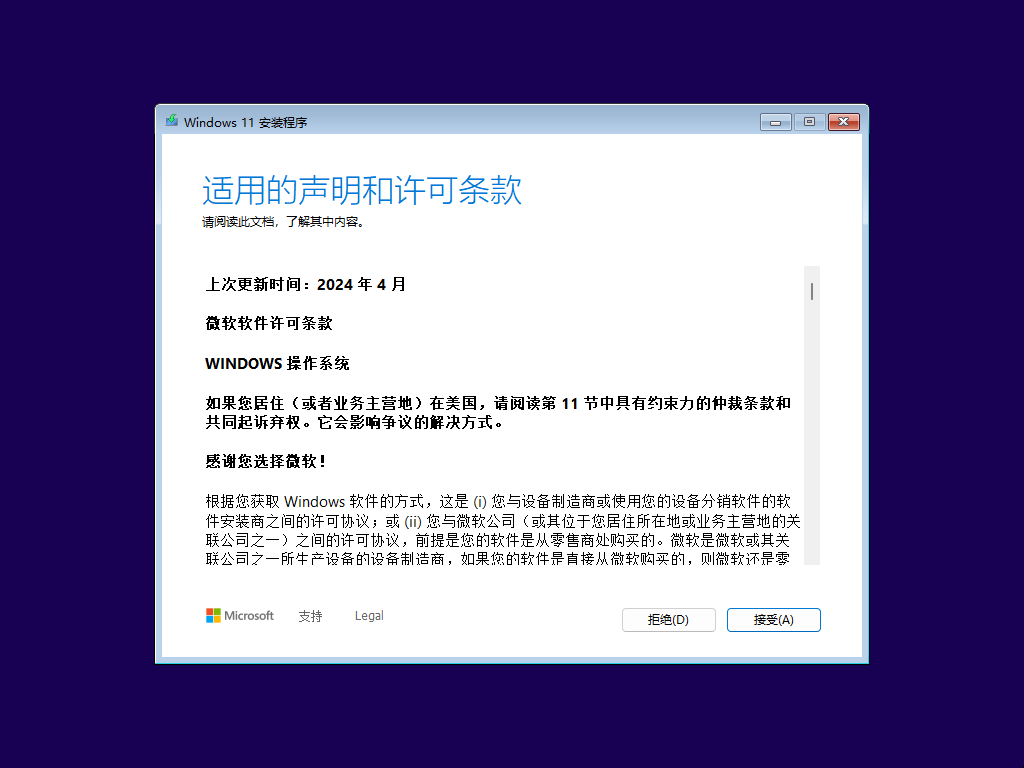 Windows 11 安装程序
适用的声明和许可条款
请阅读此文档，了解其中内容。
上次更新时间：2024 年 4 月
微软软件许可条款
WINDOWS 操作系统
如果您居住（或者业务主营地）在美国，请阅读第 11 节中具有约束力的仲裁条款和
共同起诉弃权。它会影响争议的解决方式。
感谢您选择微软！
根据您获取 Windows 软件的方式，这是 (i) 您与设备制造商或使用您的设备分销软件的软
件安装商之间的许可协议；或 (ii) 您与微软公司（或其位于您居住所在地或业务主营地的关
联公司之一）之间的许可协议，前提是您的软件是从零售商处购买的。微软是微软或其关
联公司之一所生产设备的设备制造商，如果您的软件是直接从微软购买的，则微软还是零
Microsoft 支持 Legal
拒绝(D) 接受(A)